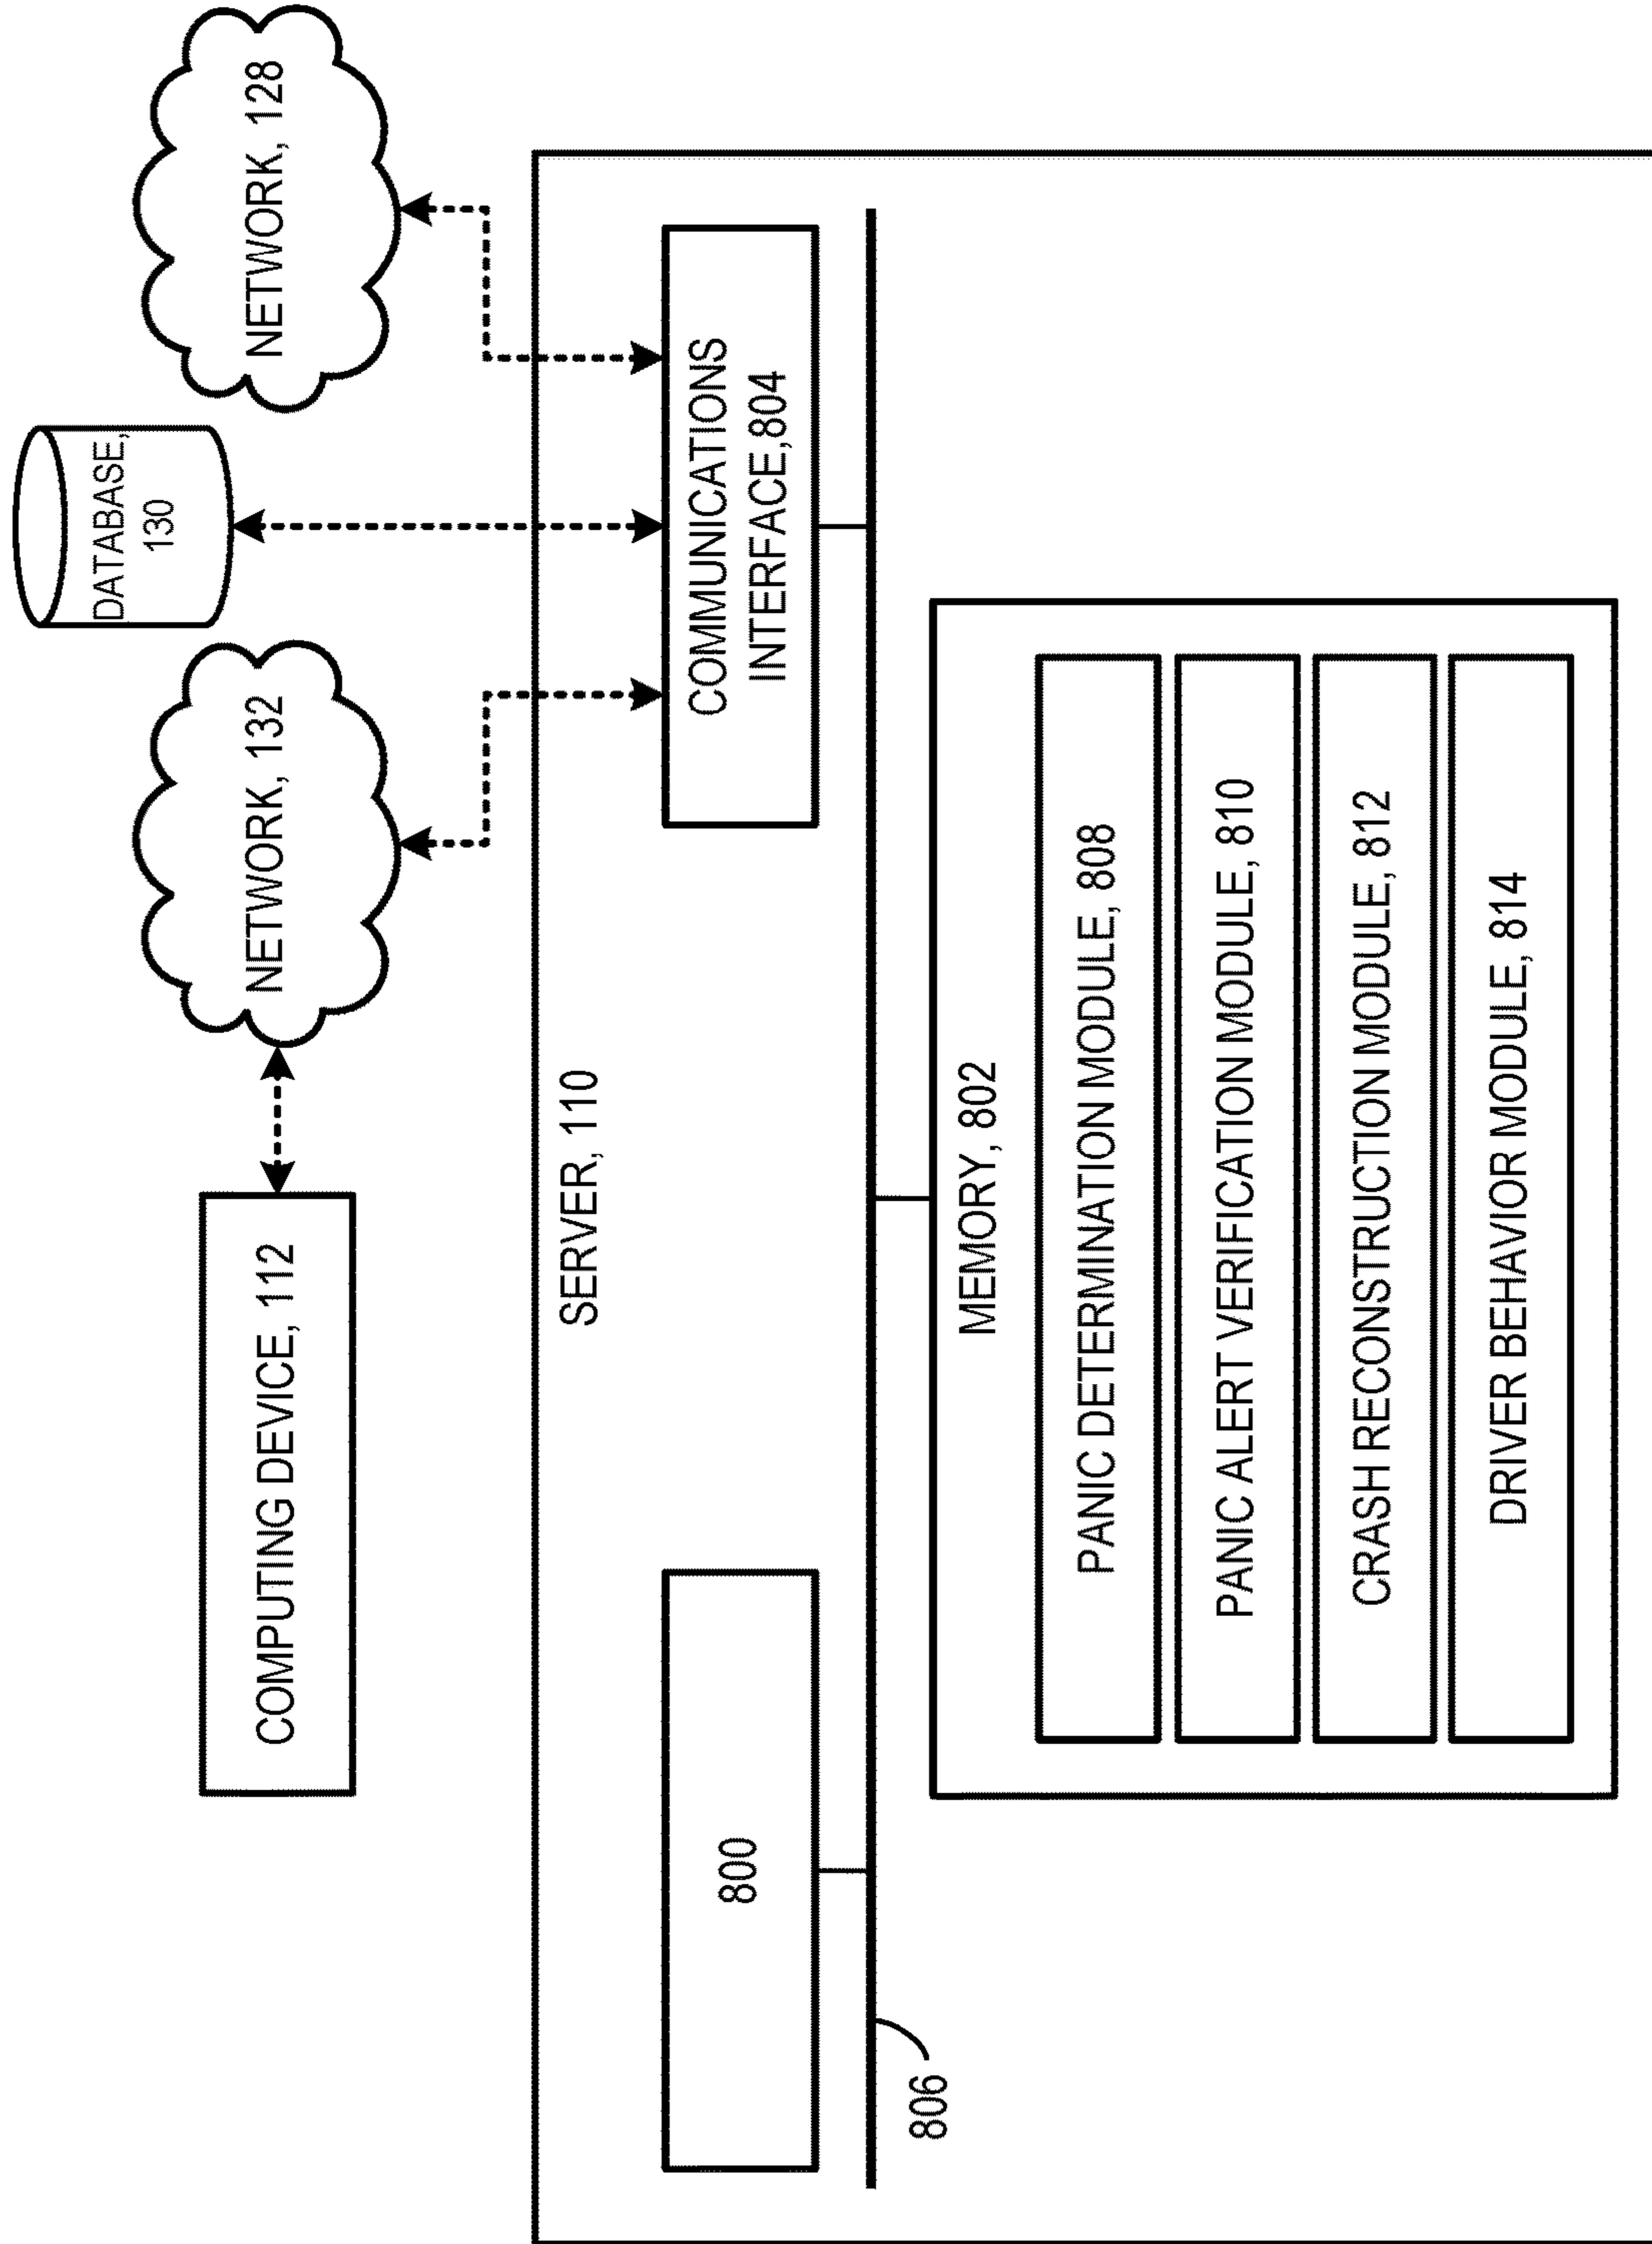 COMPUTING DEVICE, 112
NETWORK, 132
DATABASE,
130
NETWORK, 128
SERVER, 110
800
COMMUNICATIONS
INTERFACE,804
806
MEMORY, 802
PANIC DETERMINATION MODULE, 808
PANIC ALERT VERIFICATION MODULE, 810
CRASH RECONSTRUCTION MODULE, 812
DRIVER BEHAVIOR MODULE, 814